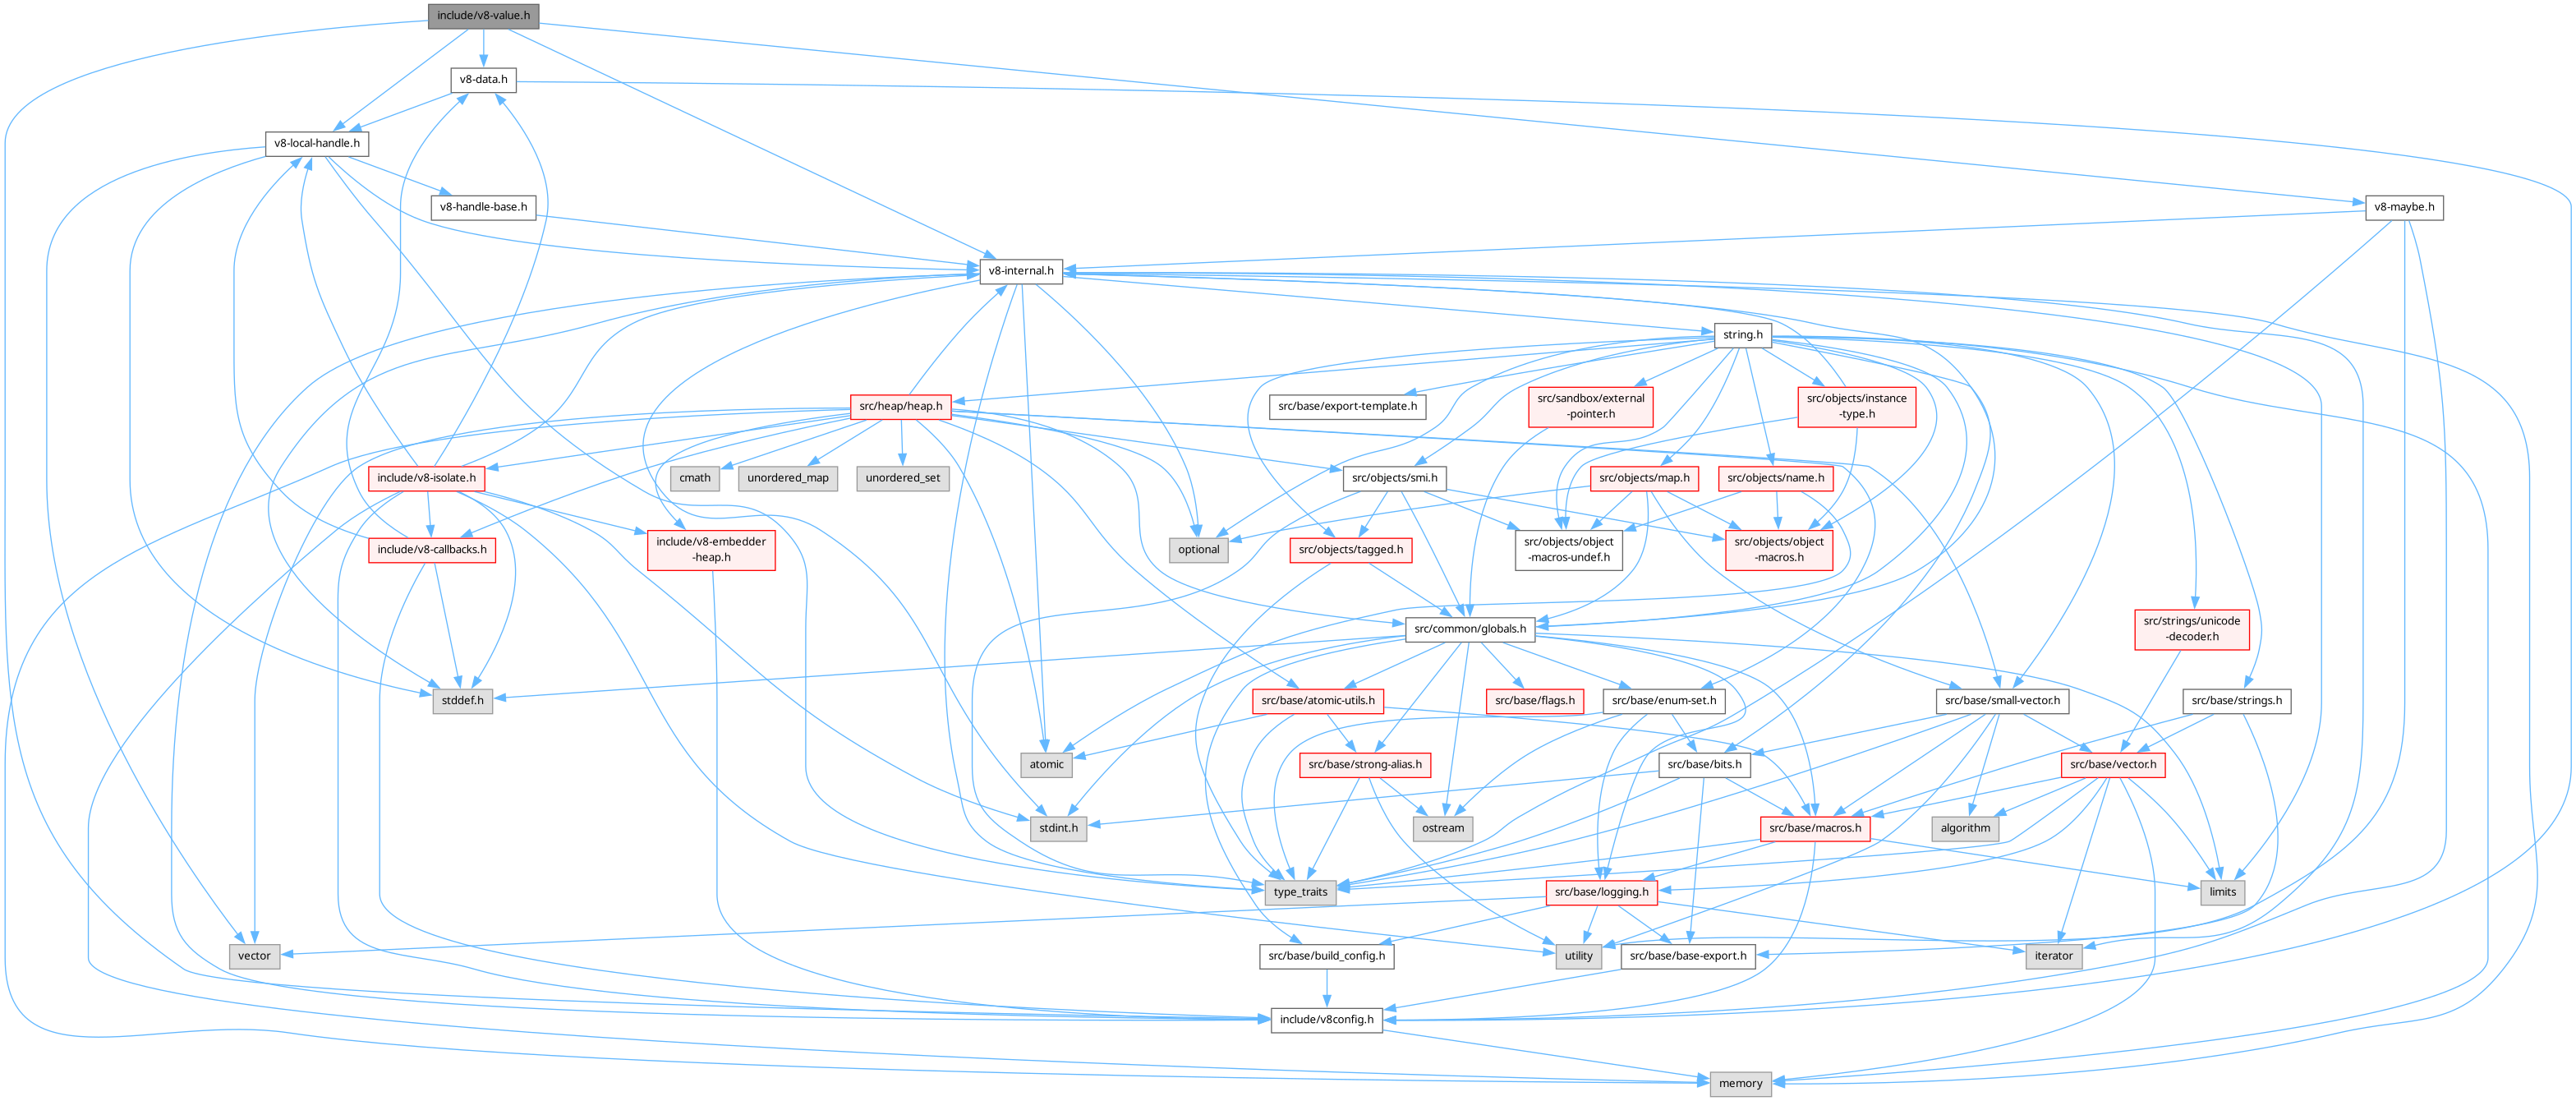 include/v8-value.h
v8-data.h
v8-local-handle.h
v8-handle-base.h
v8-maybe.h
v8-internal.h
string.h
src/heap/heap.h
src/base/export-template.h
src/sandbox/external
-pointer.h
src/objects/instance
-type.h
include/v8-isolate.h
cmath
unordered_map
unordered_set
src/objects/smi.h
src/objects/map.h
src/objects/name.h
include/v8-callbacks.h
include/v8-embedder
-heap.h
optional
src/objects/tagged.h
src/objects/object
-macros-undef.h
src/objects/object
-macros.h
src/common/globals.h
src/strings/unicode
-decoder.h
stddef.h
src/base/atomic-utils.h
src/base/flags.h
src/base/enum-set.h
src/base/small-vector.h
src/base/strings.h
atomic
src/base/strong-alias.h
src/base/bits.h
src/base/vector.h
stdint.h
ostream
src/base/macros.h
algorithm
type_traits
src/base/logging.h
limits
vector
src/base/build_config.h
utility
src/base/base-export.h
iterator
include/v8config.h
memory